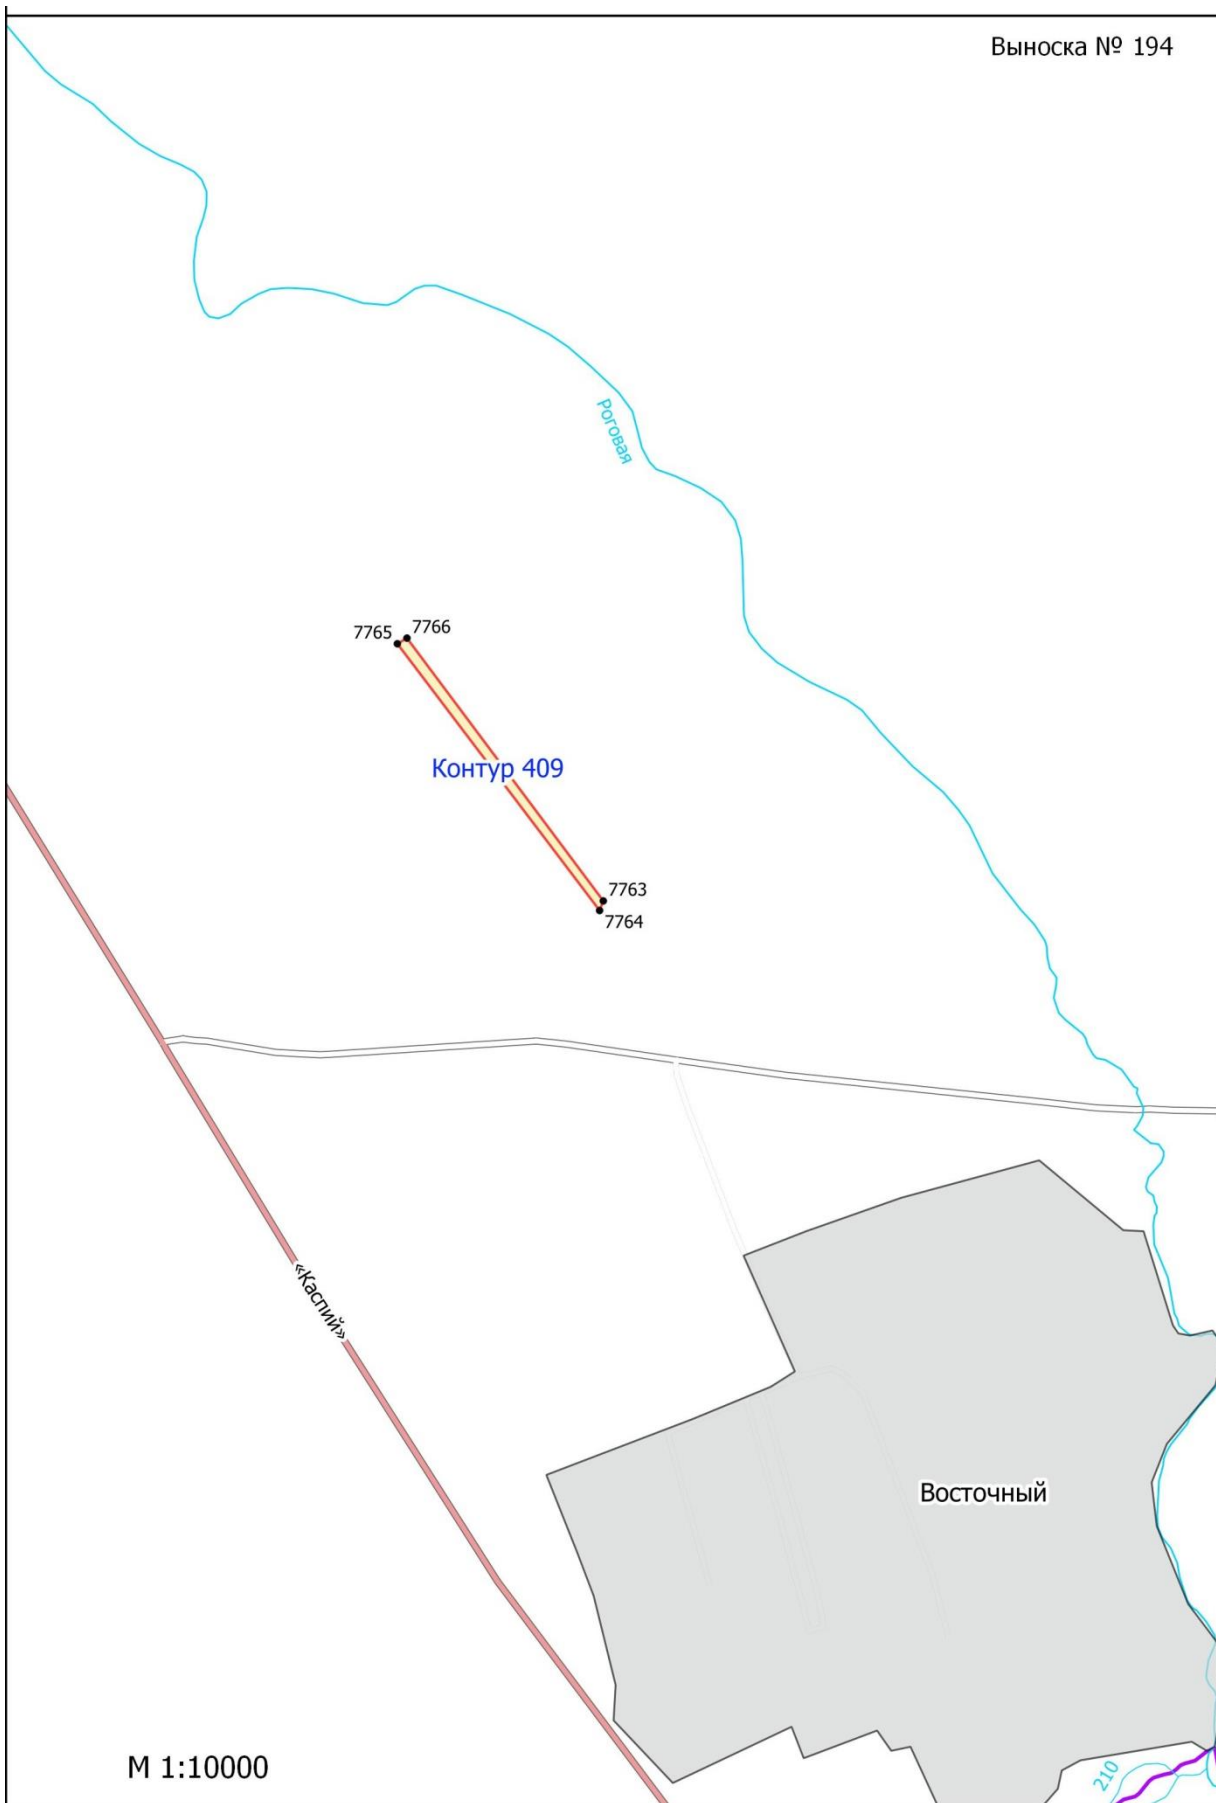 Выноска № 194
Роговая
7765
7766
Контур 409
7763
7764
«Каспий»
Восточный
М 1:10000
210